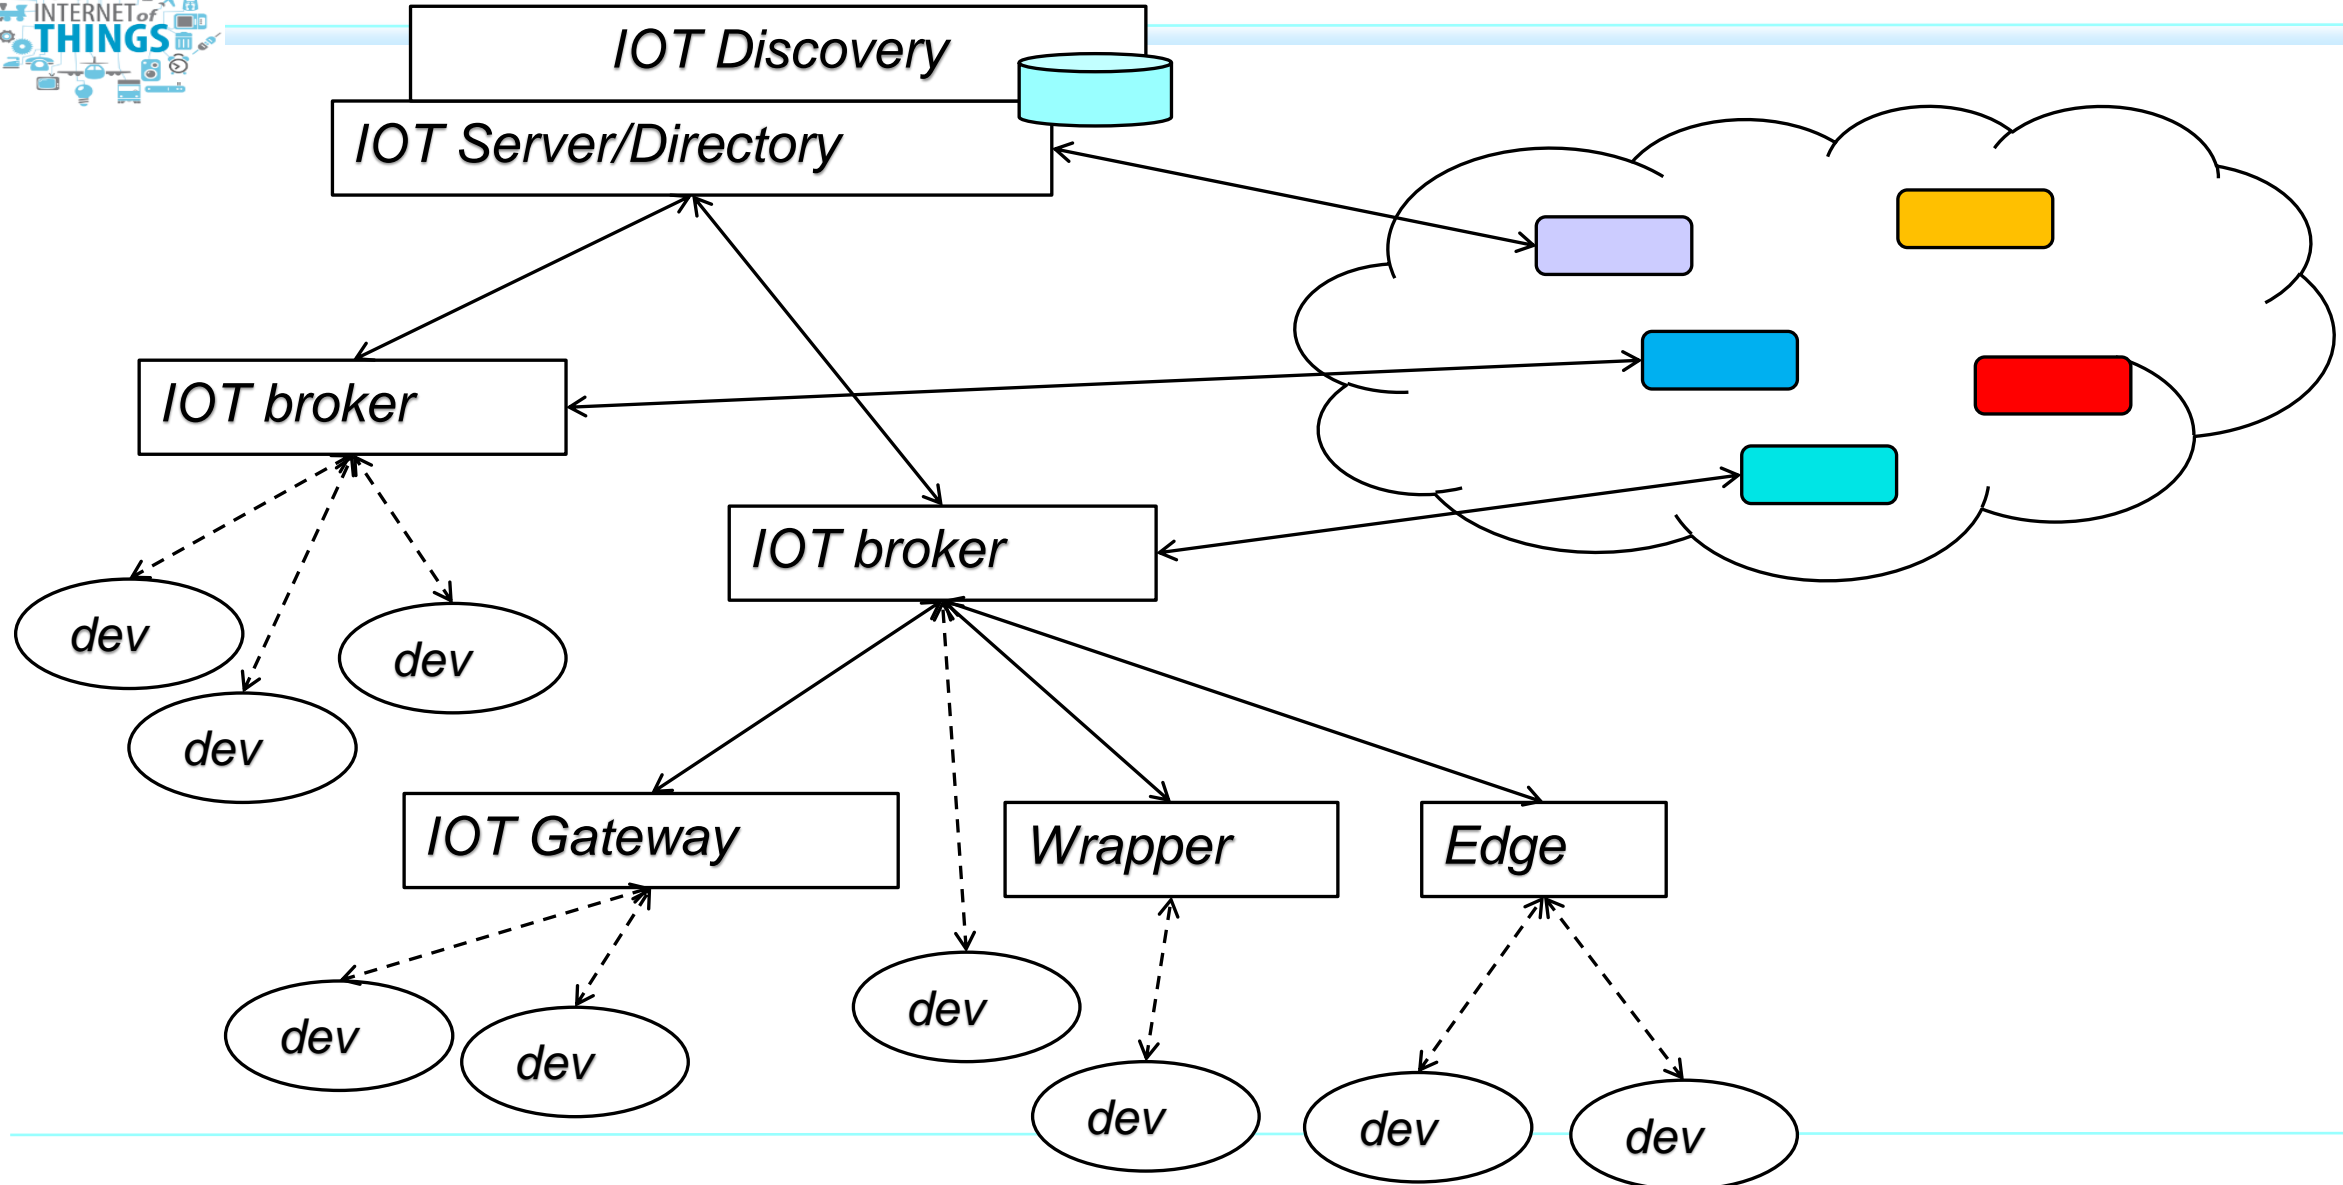 INTERNET of
THINGS
IOT Discovery
IOT Server/Directory
IOT broker
IOT broker
dev
dev
dev
IOT Gateway
Wrapper
Edge
dev
dev
dev
dev
dev
dev